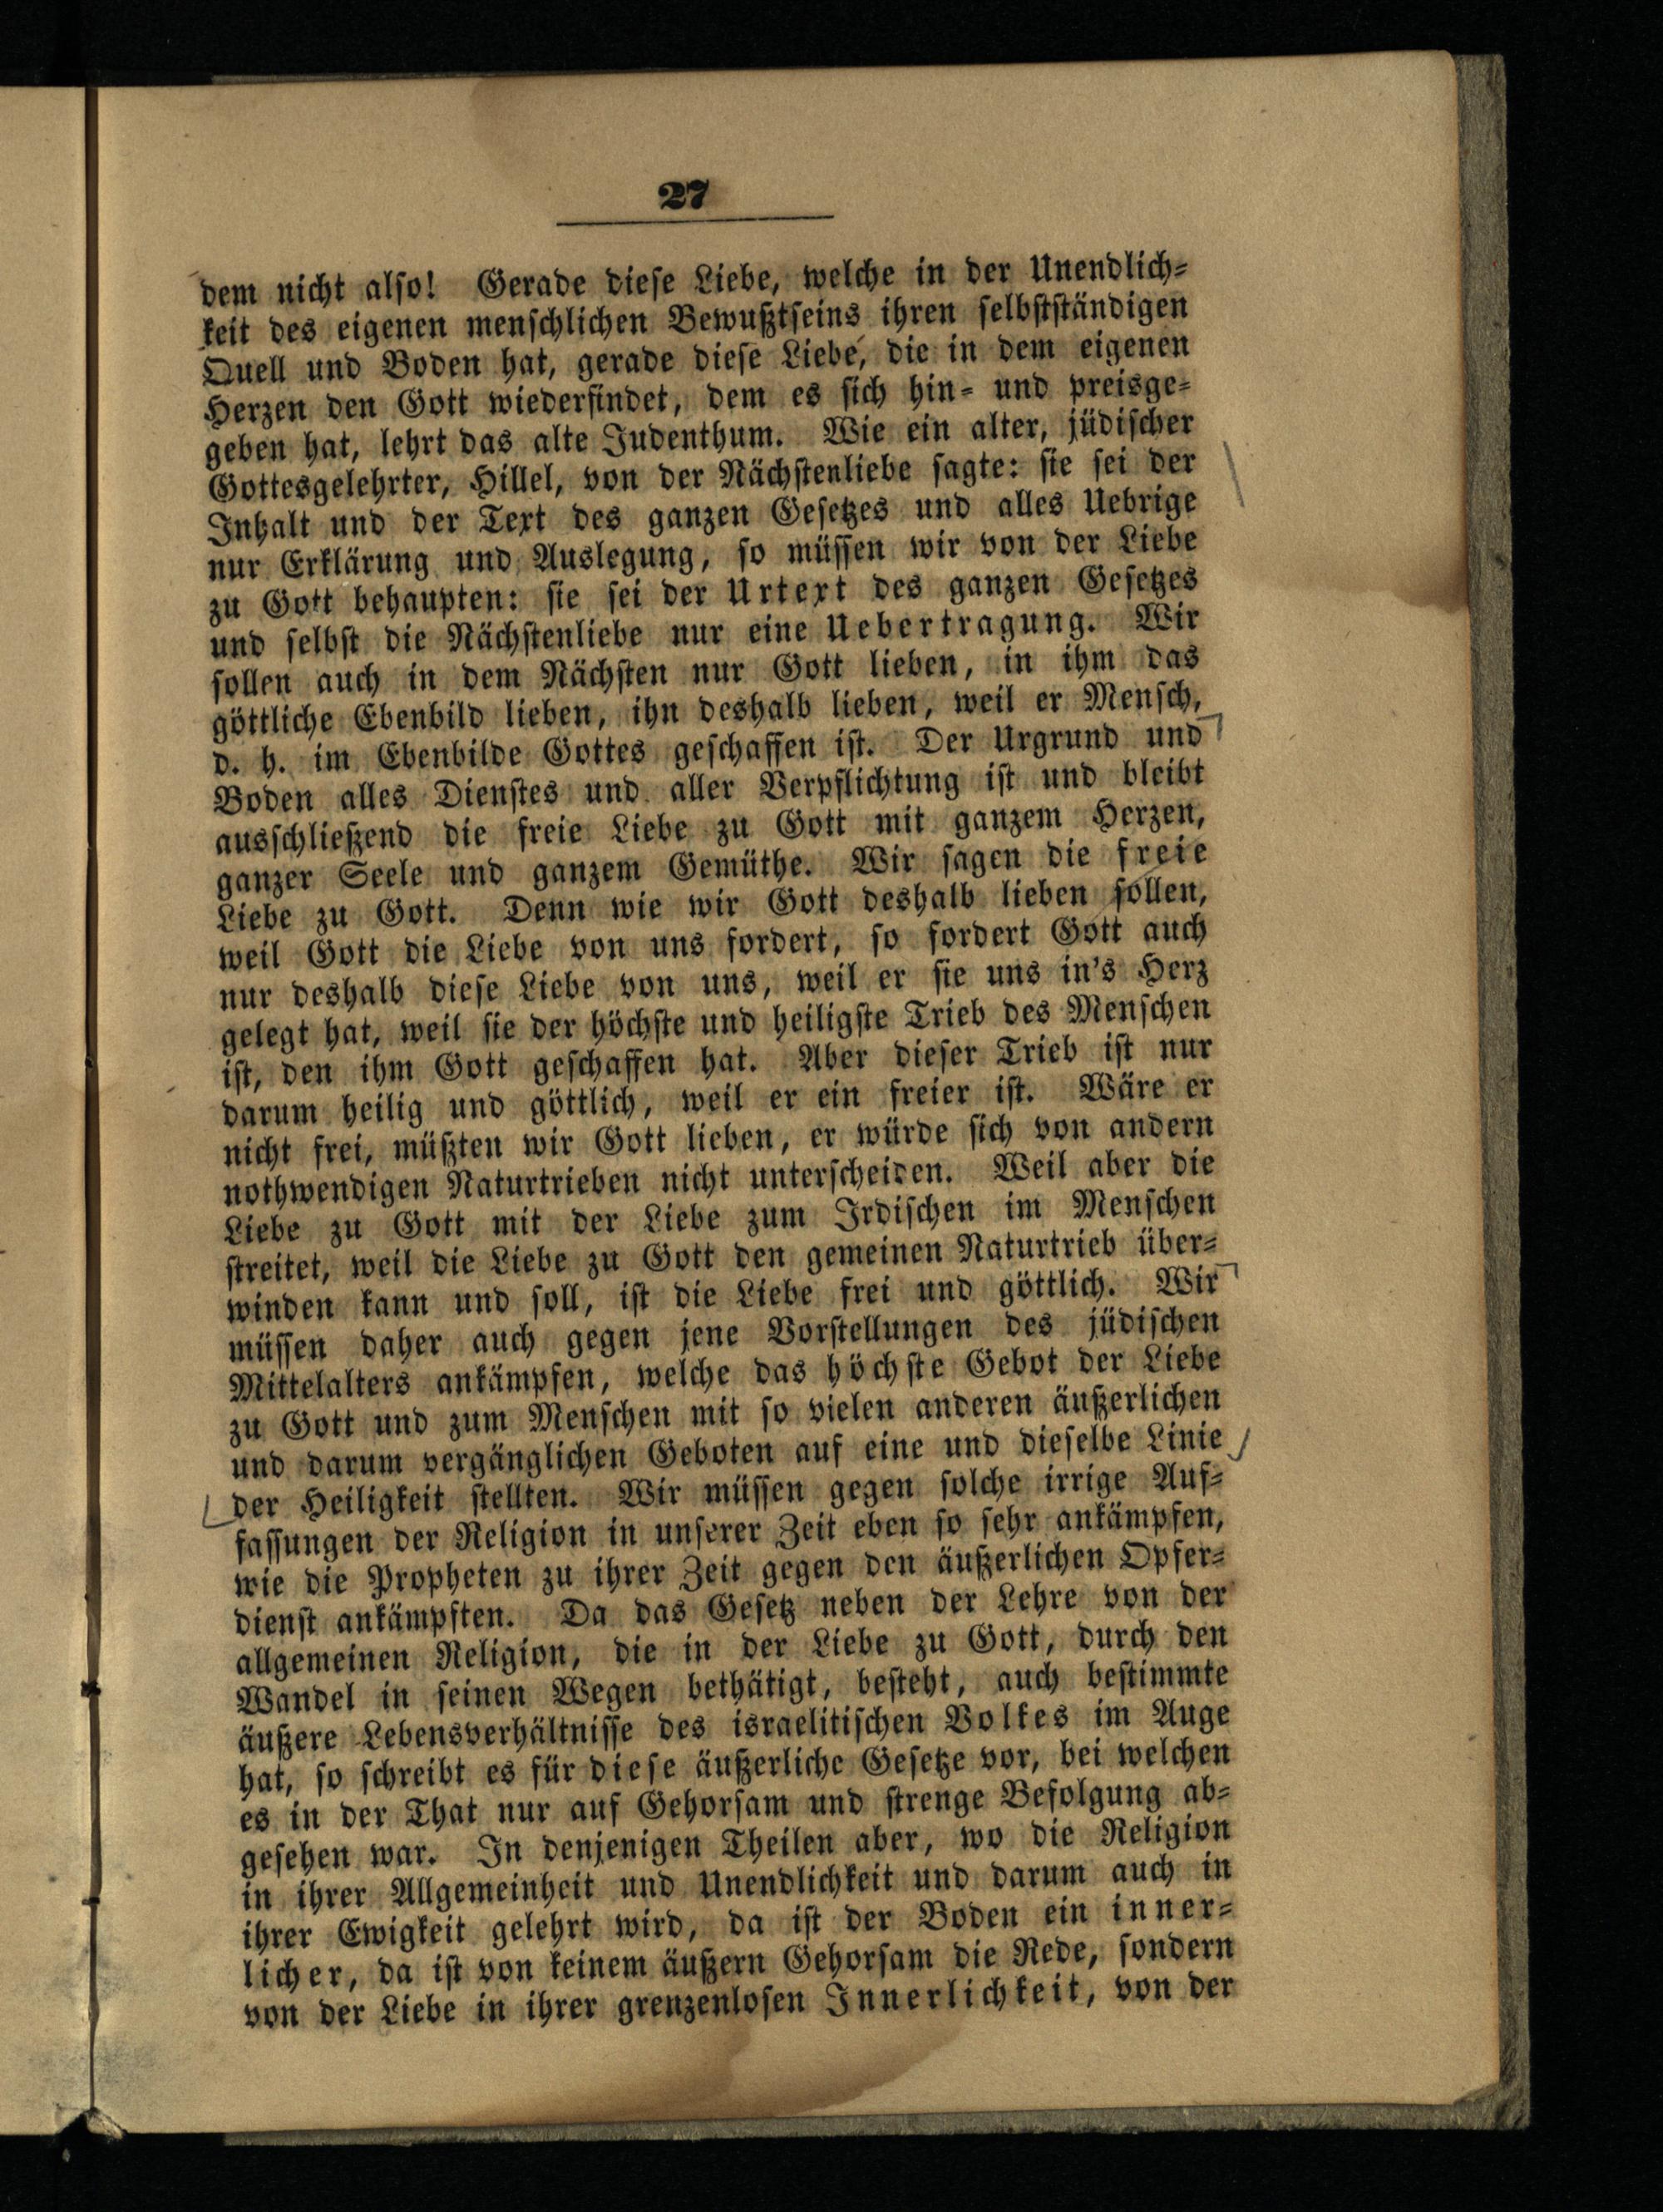 27
dem nicht also! Gerade diese Liebe, welche in der Unendlich-
keit des eigenen menschlichen Bewußtseins ihren selbstständigen
Quell und Boden hat, gerade diese Liebe, die in dem eigenen
Herzen den Gott wiederfindet, dem es sich hin- und preisge-
geben hat, lehrt das alte Judenthum. Wie ein alter, jüdischer
Gottesgelehrter, Hillel, von der Nächstenliebe sagte: sie sei der
Inhalt und der Text des ganzen Gesetzes und alles Uebrige
nur Erklärung und Auslegung, so müssen wir von der Liebe
zu Gott behaupten: sie sei der Urtext des ganzen Gesetzes
und selbst die Nächstenliebe nur eine Uebertragung. Wir
sollen auch in dem Nächsten nur Gott lieben, in ihm das
göttliche Ebenbild lieben, ihn deshalb lieben, weil er Mensch,
d. h. im Ebenbilde Gottes geschaffen ist. Der Urgrund und
Boden alles Dienstes und aller Verpflichtung ist und bleibt
ausschließend die freie Liebe zu Gott mit ganzem Herzen,
ganzer Seele und ganzem Gemüthe. Wir sagen die freie
Liebe zu Gott. Denn wie wir Gott deshalb lieben sollen,
weil Gott die Liebe von uns fordert, so fordert Gott auch
nur deshalb diese Liebe von uns, weil er sie uns in's Herz
gelegt hat, weil sie der höchste und heiligste Trieb des Menschen
ist, den ihm Gott geschaffen hat. Aber dieser Trieb ist nur
darum heilig und göttlich, weil er ein freier ist. Wäre er
nicht frei, müßten wir Gott lieben, er würde sich von andern
nothwendigen Naturtrieben nicht unterscheiden. Weil aber die
Liebe zu Gott mit der Liebe zum Irdischen im Menschen
streitet, weil die Liebe zu Gott den gemeinen Naturtrieb über-
winden kann und soll, ist die Liebe frei und göttlich. Wir
müssen daher auch gegen jene Vorstellungen des jüdischen
Mittelalters ankämpfen, welche das höchste Gebot der Liebe
zu Gott und zum Menschen mit so vielen anderen äußerlichen
und darum vergänglichen Geboten auf eine und dieselbe Linie
der Heiligkeit stellten. Wir müssen gegen solche irrige Auf-
fassungen der Religion in unserer Zeit eben so sehr ankämpfen,
wie die Propheten zu ihrer Zeit gegen den äußerlichen Opfer-
dienst ankämpften. Da das Gesetz neben der Lehre von der
allgemeinen Religion, die in der Liebe zu Gott, durch den
Wandel in seinen Wegen bethätigt, besteht, auch bestimmte
äußere Lebensverhältnisse des israelitischen Volkes im Auge
hat, so schreibt es für diese äußerliche Gesetze vor, bei welchen
es in der That nur auf Gehorsam und strenge Befolgung ab-
gesehen war. In denjenigen Theilen aber, wo die Religion
in ihrer Allgemeinheit und Unendlichkeit und darum auch in
ihrer Ewigkeit gelehrt wird, da ist der Boden ein inner-
licher, da ist von keinem äußern Gehorsam die Rede, sondern
von der Liebe in ihrer grenzenlosen Innerlichkeit, von der